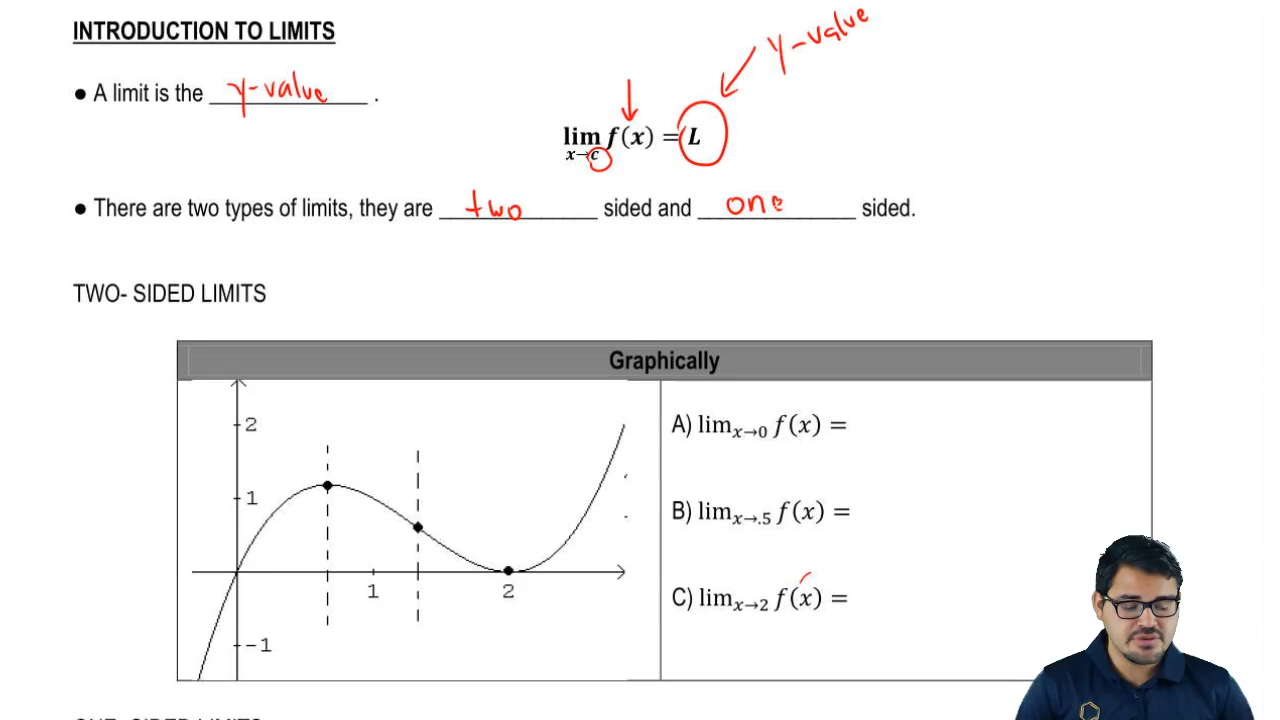 INTRODUCTION TO LIMITS
y-value
● A limit is the y-value .
lim f(x) = L
x→c
● There are two types of limits, they are two sided and one sided.
TWO- SIDED LIMITS
Graphically
2
1
1
2
-1
A) lim x→0 f(x) =
B) lim x→.5 f(x) =
C) lim x→2 f(x) =